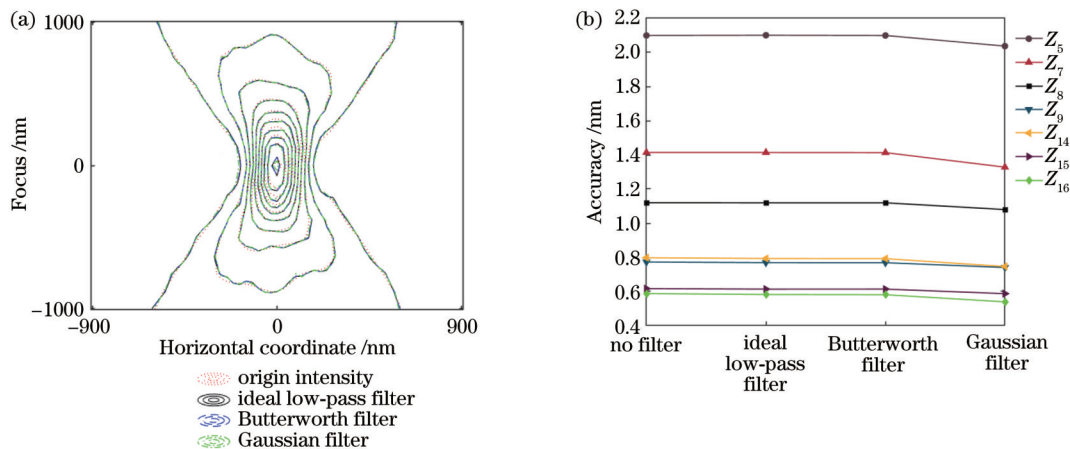 (a)
1000
0
−1000
−900
0
900
Focus /nm
Horizontal coordinate /nm
origin intensity
ideal low-pass filter
Butterworth filter
Gaussian filter
(b)
2.2
2.0
1.8
1.6
1.4
1.2
1.0
0.8
0.6
0.4
Accuracy /nm
no filter
ideal
low-pass
filter
Butterworth
filter
Gaussian
filter
Z5
Z7
Z8
Z9
Z14
Z15
Z16